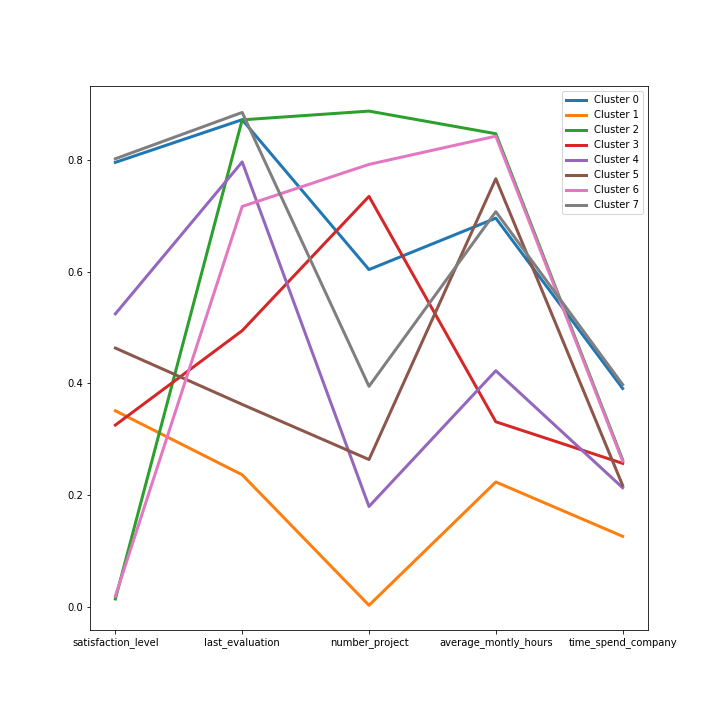 Cluster 0
Cluster 1
Cluster 2
Cluster 3
Cluster 4
Cluster 5
Cluster 6
Cluster 7
0.8
0.6
0.4
0.2
0.0
satisfaction_level last_evaluation number_project average_montly_hours time_spend_company